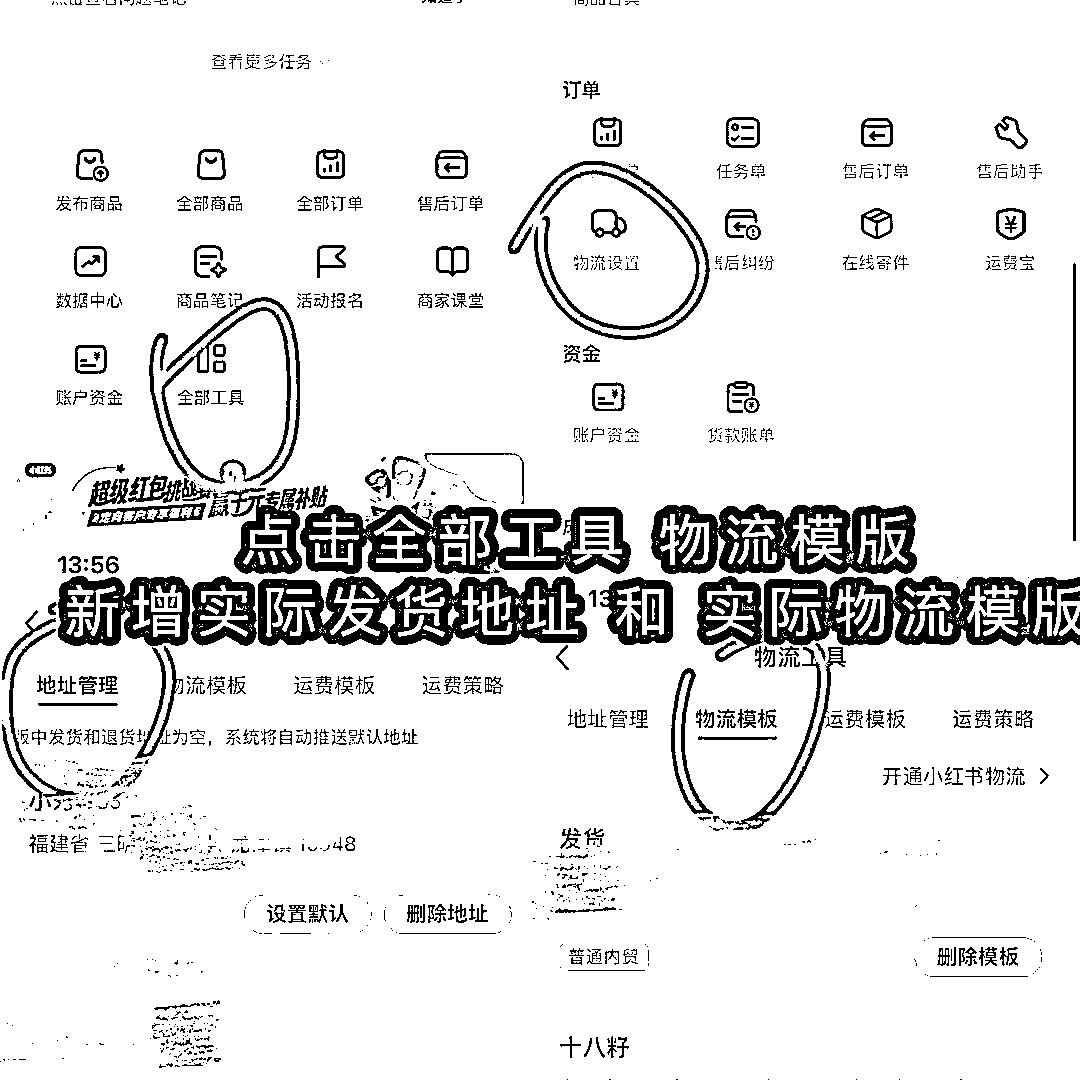 查看更多任务
发布商品 全部商品 全部订单 售后订单
数据中心 商品笔记 活动报名 商家课堂
账户资金 全部工具
超级红包挑战 赢千元专属补贴
订单
任务单 售后订单 售后助手
物流设置 售后纠纷 在线寄件 运费宝
资金
账户资金 货款账单
点击全部工具 物流模版
新增实际发货地址 和 实际物流模版
13:56
地址管理 物流模板 运费模板 运费策略
版中发货和退货地址为空，系统将自动推送默认地址
福建省
设置默认 删除地址
物流工具
地址管理 物流模板 运费模板 运费策略
开通小红书物流
发货
普通内贸 删除模板
十八籽